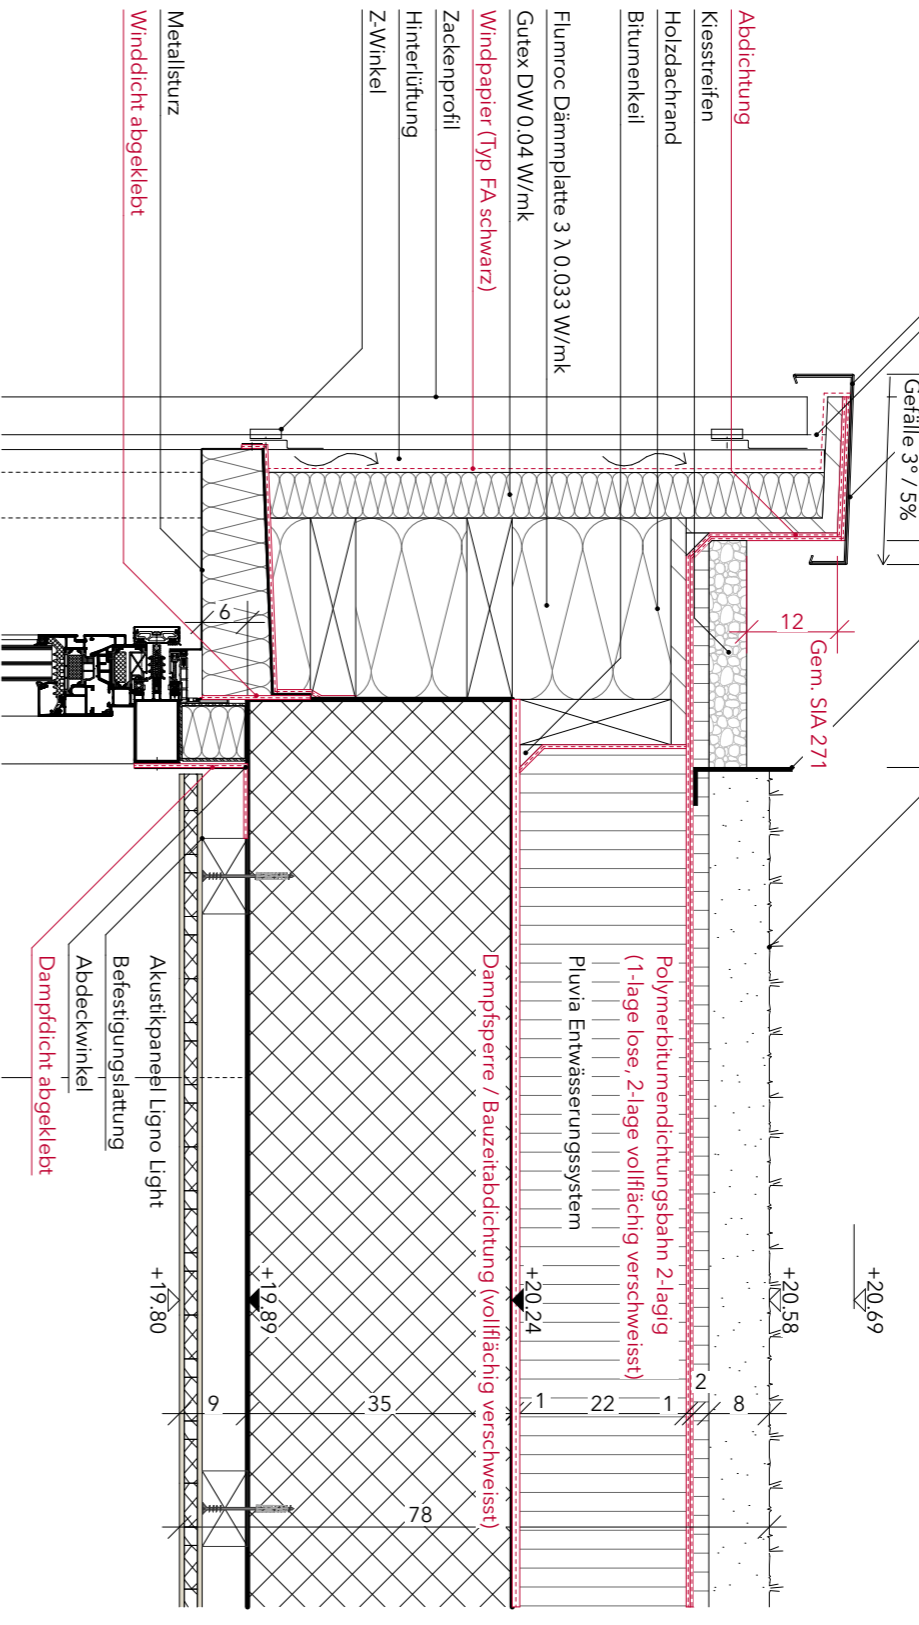 Gefälle 3° / 5%
Abdichtung
Kiesstreifen
Holzdachrand
Bitumenkeil
Flumroc Dämmplatte 3 λ 0.033 W/mk
Gutex DW 0.04 W/mk
Windpapier (Typ FA schwarz)
Zackenprofil
Hinterlüftung
Z-Winkel
Metallsturz
Winddicht abgeklebt
12
Gem. SIA 271
6
Polymerbitumendichtungsbahn 2-lagig
(1-lage lose, 2-lage vollflächig verschweisst)
Pluvia Entwässerungssystem
Dampfsperre / Bauzeitabdichtung (vollflächig verschweisst)
Akustikpaneel Ligno Light
Befestigungslattung
Abdeckwinkel
Dampfdicht abgeklebt
+20.69
+20.58
+20.24
+19.89
+19.80
8
2
1
22
1
35
9
78